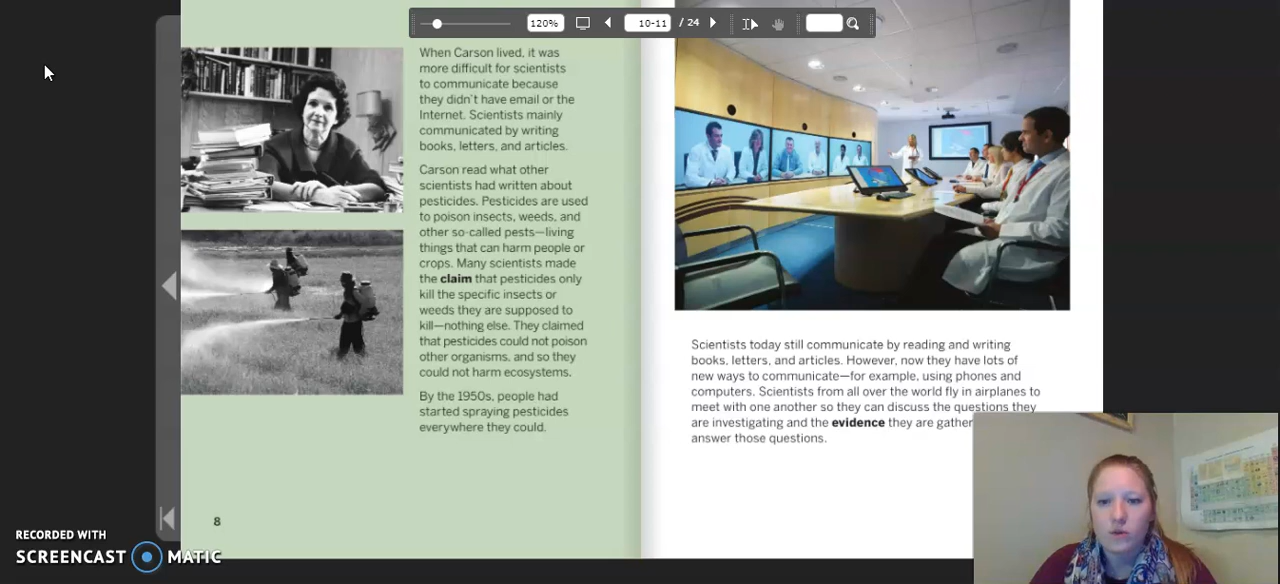 120%
10-11 / 24
When Carson lived, it was
more difficult for scientists
to communicate because
they didn't have email or the
Internet. Scientists mainly
communicated by writing
books, letters, and articles.
Carson read what other
scientists had written about
pesticides. Pesticides are used
to poison insects, weeds, and
other so-called pests—living
things that can harm people or
crops. Many scientists made
the claim that pesticides only
kill the specific insects or
weeds they are supposed to
kill—nothing else. They claimed
that pesticides could not poison
other organisms, and so they
could not harm ecosystems.
By the 1950s, people had
started spraying pesticides
everywhere they could.
8
Scientists today still communicate by reading and writing
books, letters, and articles. However, now they have lots of
new ways to communicate—for example, using phones and
computers. Scientists from all over the world fly in airplanes to
meet with one another so they can discuss the questions they
are investigating and the evidence they are gather
answer those questions.
RECORDED WITH
SCREENCAST MATIC